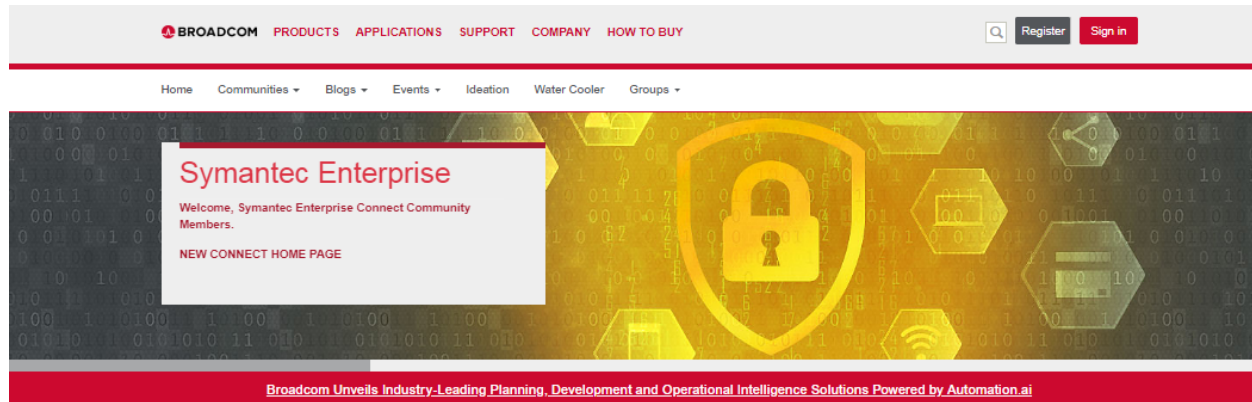 BROADCOM PRODUCTS APPLICATIONS SUPPORT COMPANY HOW TO BUY Register Sign in
Home Communities Blogs Events Ideation Water Cooler Groups
Symantec Enterprise
Welcome, Symantec Enterprise Connect Community
Members.
NEW CONNECT HOME PAGE
Broadcom Unveils Industry-Leading Planning, Development and Operational Intelligence Solutions Powered by Automation.ai